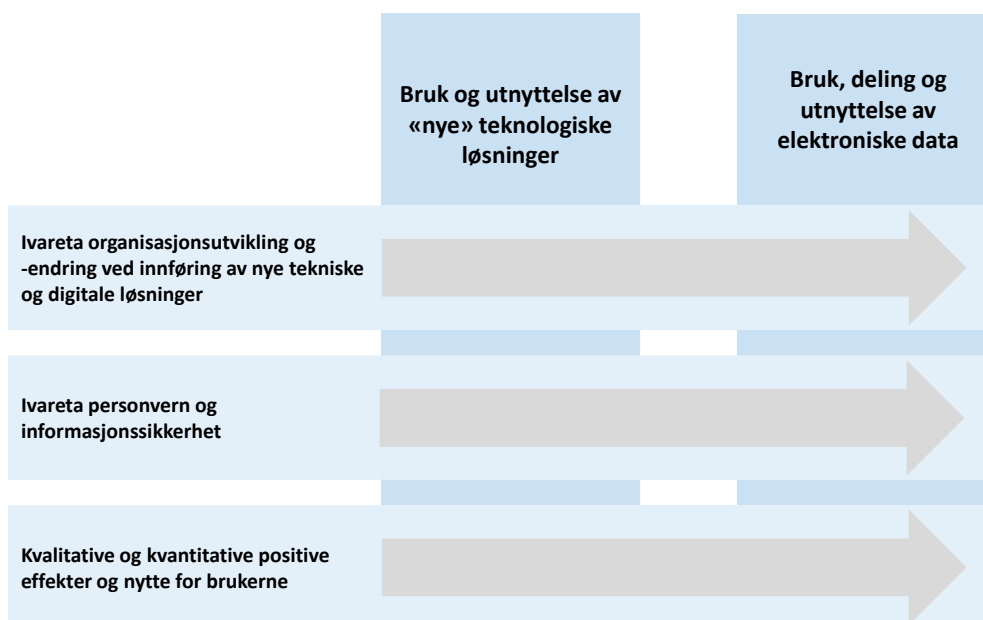 Bruk og utnyttelse av
«nye» teknologiske
løsninger
Bruk, deling og
utnyttelse av
elektroniske data
Ivareta organisasjonsutvikling og
-endring ved innføring av nye tekniske
og digitale løsninger
Ivareta personvern og
informasjonssikkerhet
Kvalitative og kvantitative positive
effekter og nytte for brukerne